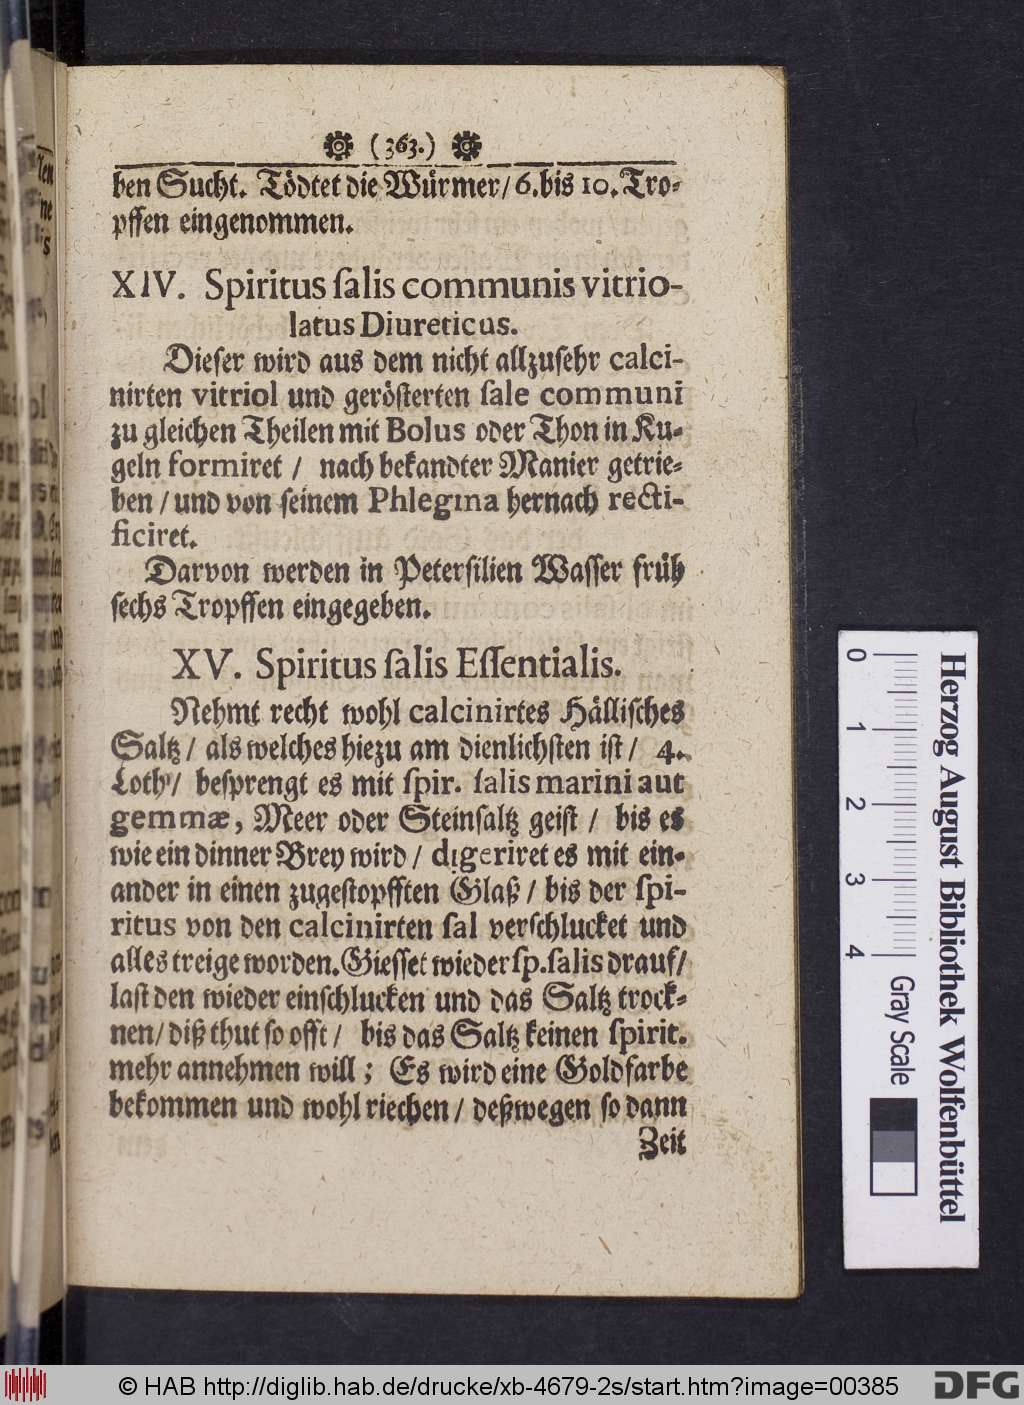 (363.)
ben Sucht. Tödtet die Würmer/ 6. bis 10. Tro-
pffen eingenommen.
XIV. Spiritus ſalis communis vitrio-
latus Diureticus.
Dieſer wird aus dem nicht allzuſehr calci-
nirten vitriol und geröſterten ſale communi
zu gleichen Theilen mit Bolus oder Thon in Ku-
geln formiret / nach bekandter Manier getrie-
ben / und von ſeinem Phlegma hernach recti-
ficiret.
Darvon werden in Peterſilien Waſſer früh
ſechs Tropffen eingegeben.
XV. Spiritus ſalis Eſſentialis.
Nehmt recht wohl calcinirtes Hälliſches
Saltz / als welches hiezu am dienlichſten iſt / 4.
Loth / beſprengt es mit ſpir. ſalis marini aut
gemmæ, Meer oder Steinſaltz geiſt / bis es
wie ein dinner Brey wird / digeriret es mit ein-
ander in einen zugeſtopfften Glaß / bis der ſpi-
ritus von den calcinirten ſal verſchlucket und
alles treige worden. Gieſſet wieder ſp. ſalis drauf/
laſt den wieder einſchlucken und das Saltz trock-
nen/ diß thut ſo offt / bis das Saltz keinen ſpirit.
mehr annehmen will ; Es wird eine Goldfarbe
bekommen und wohl riechen / deßwegen ſo dann
Zeit
0 1 2 3 4
Gray Scale
Herzog August Bibliothek Wolfenbüttel
© HAB http://diglib.hab.de/drucke/xb-4679-2s/start.htm?image=00385
DFG